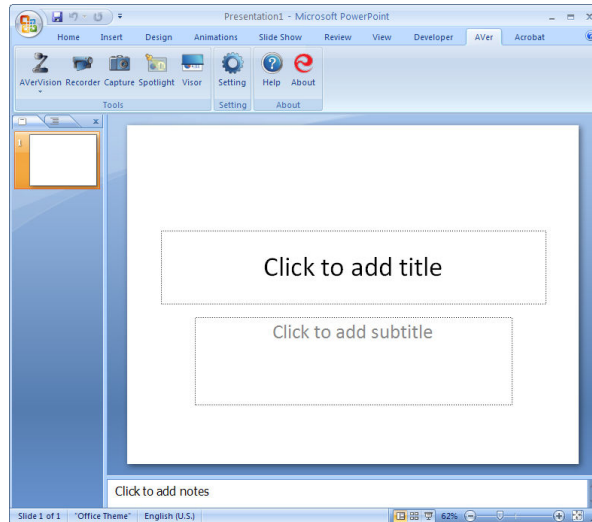 Presentation1 - Microsoft PowerPoint
Home Insert Design Animations Slide Show Review View Developer AVer Acrobat
AVerVision Recorder Capture Spotlight Visor Setting Help About
Tools Setting About
1
Click to add title
Click to add subtitle
Click to add notes
Slide 1 of 1 "Office Theme" English (U.S.) 62%